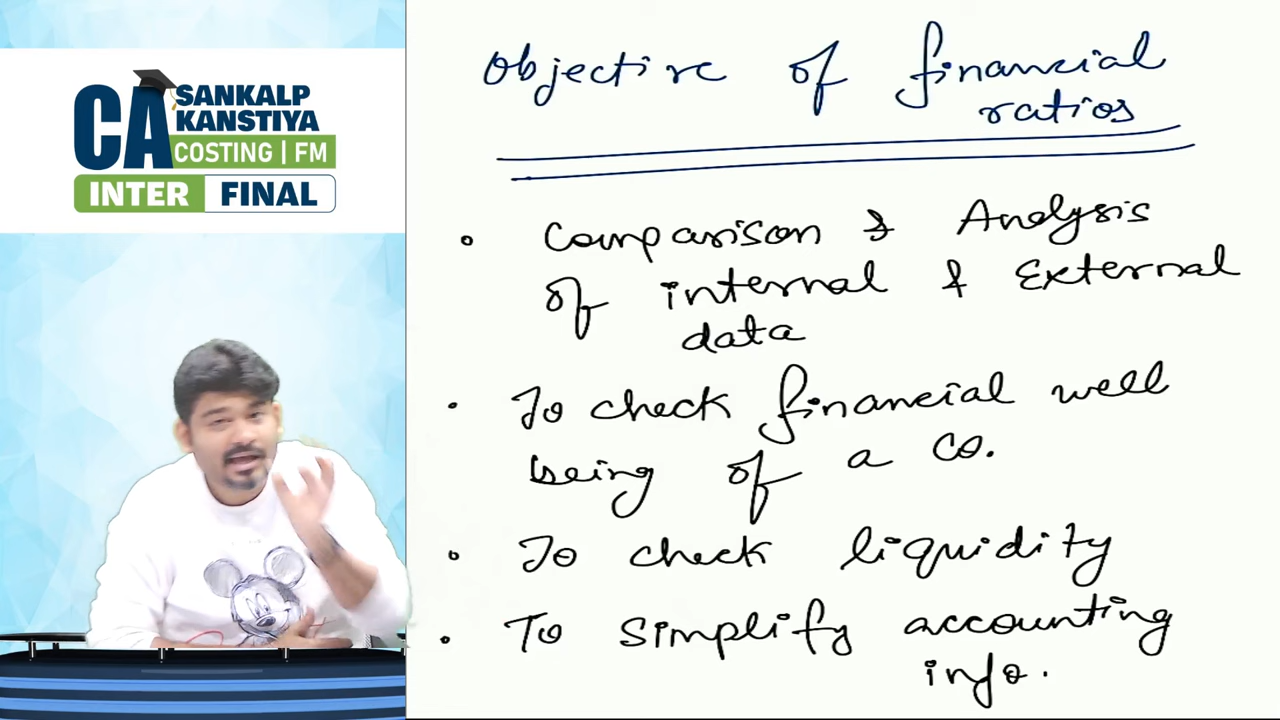 CA SANKALP
KANSTIYA
COSTING | FM
INTER FINAL
Objective of financial
ratios
• Comparison & Analysis
of internal & External
data
• To check financial well
being of a co.
• To check liquidity
• To simplify accounting
info.